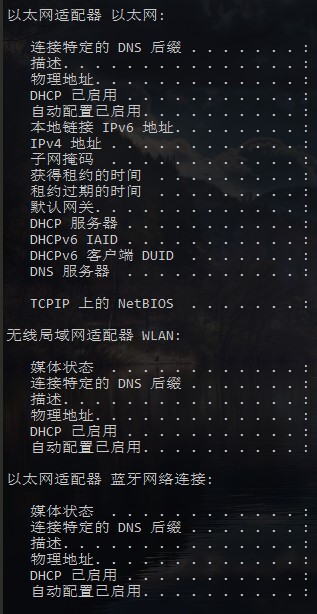 以太网适配器 以太网:
连接特定的 DNS 后缀 . . . . . . . :
描述. . . . . . . . . . . . . . . :
物理地址. . . . . . . . . . . . . :
DHCP 已启用 . . . . . . . . . . . :
自动配置已启用. . . . . . . . . . :
本地链接 IPv6 地址. . . . . . . . :
IPv4 地址 . . . . . . . . . . . . :
子网掩码  . . . . . . . . . . . . :
获得租约的时间  . . . . . . . . . :
租约过期的时间  . . . . . . . . . :
默认网关. . . . . . . . . . . . . :
DHCP 服务器 . . . . . . . . . . . :
DHCPv6 IAID . . . . . . . . . . . :
DHCPv6 客户端 DUID  . . . . . . . :
DNS 服务器  . . . . . . . . . . . :
TCPIP 上的 NetBIOS  . . . . . . . :
无线局域网适配器 WLAN:
媒体状态  . . . . . . . . . . . . :
连接特定的 DNS 后缀 . . . . . . . :
描述. . . . . . . . . . . . . . . :
物理地址. . . . . . . . . . . . . :
DHCP 已启用 . . . . . . . . . . . :
自动配置已启用. . . . . . . . . . :
以太网适配器 蓝牙网络连接:
媒体状态  . . . . . . . . . . . . :
连接特定的 DNS 后缀 . . . . . . . :
描述. . . . . . . . . . . . . . . :
物理地址. . . . . . . . . . . . . :
DHCP 已启用 . . . . . . . . . . . :
自动配置已启用. . . . . . . . . . :